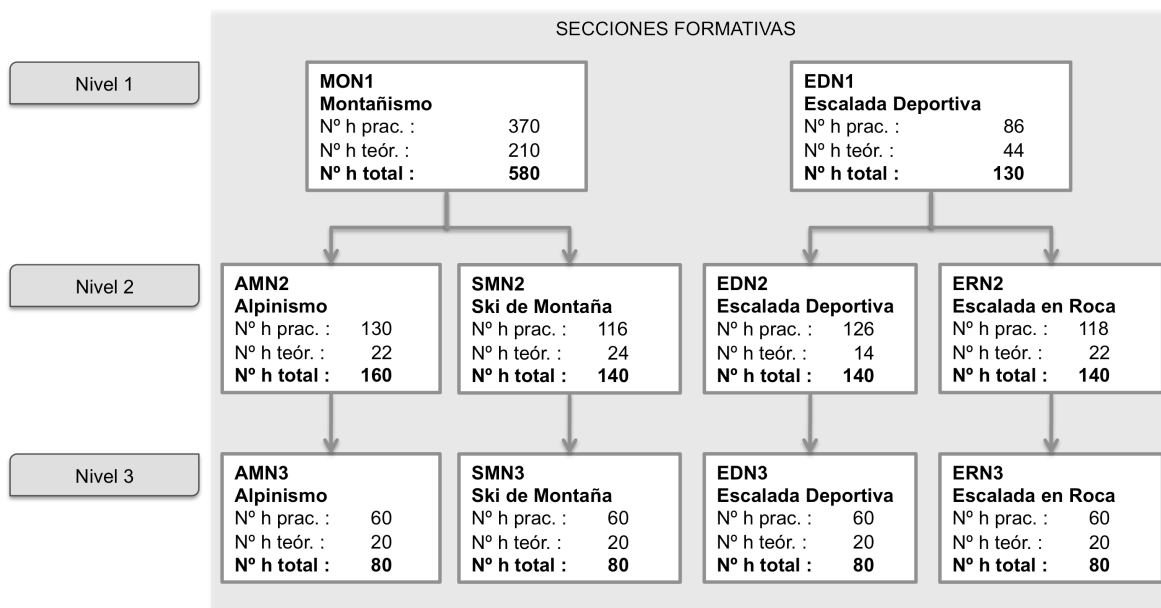 SECCIONES FORMATIVAS
Nivel 1
MON1
Montañismo
Nº h prac. : 370
Nº h teór. : 210
Nº h total : 580
EDN1
Escalada Deportiva
Nº h prac. : 86
Nº h teór. : 44
Nº h total : 130
Nivel 2
AMN2
Alpinismo
Nº h prac. : 130
Nº h teór. : 22
Nº h total : 160
SMN2
Ski de Montaña
Nº h prac. : 116
Nº h teór. : 24
Nº h total : 140
EDN2
Escalada Deportiva
Nº h prac. : 126
Nº h teór. : 14
Nº h total : 140
ERN2
Escalada en Roca
Nº h prac. : 118
Nº h teór. : 22
Nº h total : 140
Nivel 3
AMN3
Alpinismo
Nº h prac. : 60
Nº h teór. : 20
Nº h total : 80
SMN3
Ski de Montaña
Nº h prac. : 60
Nº h teór. : 20
Nº h total : 80
EDN3
Escalada Deportiva
Nº h prac. : 60
Nº h teór. : 20
Nº h total : 80
ERN3
Escalada en Roca
Nº h prac. : 60
Nº h teór. : 20
Nº h total : 80